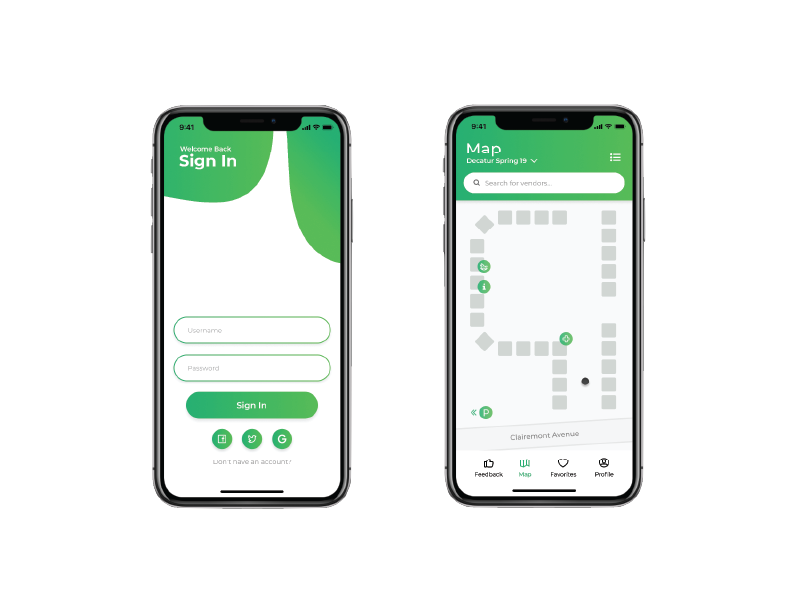 9:41
Welcome Back
Sign In
Username
Password
Sign In
G
Don't have an account?
9:41
Map
Decatur Spring 19
Search for vendors...
i
P
Clairemont Avenue
Feedback
Map
Favorites
Profile